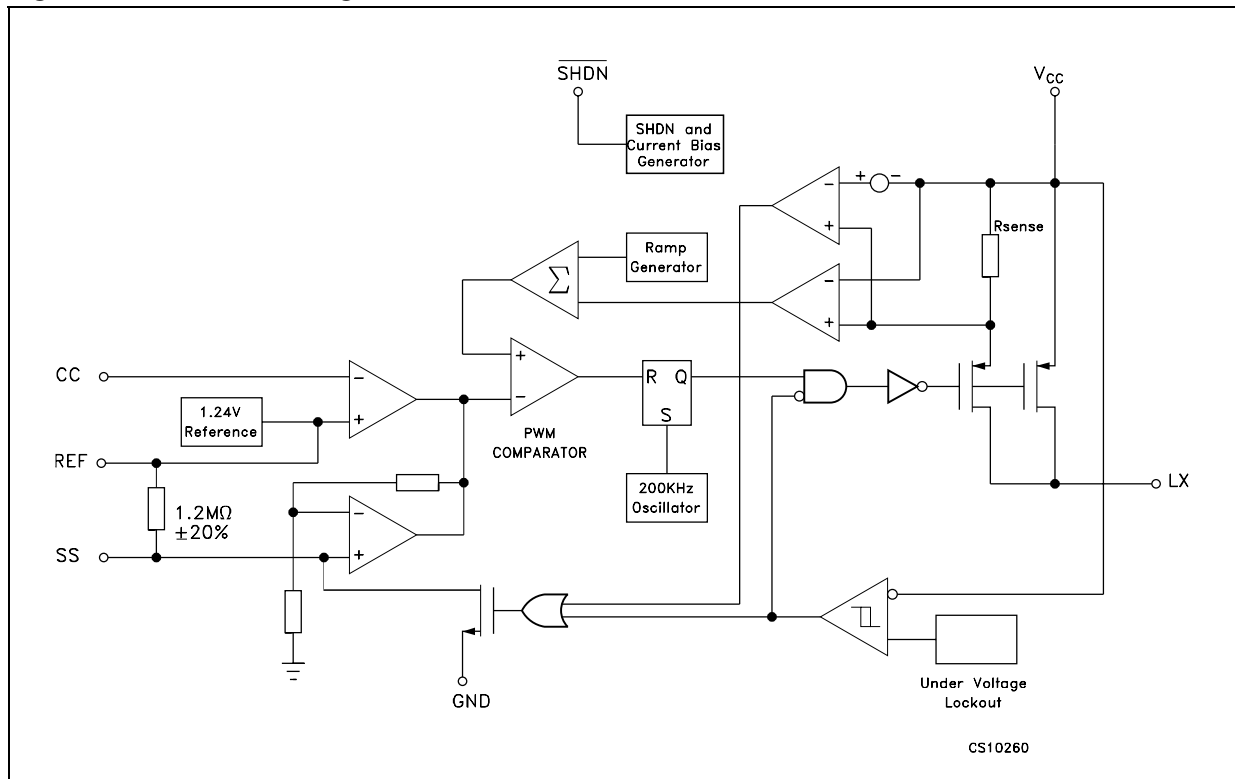 SHDN
VCC
SHDN and
Current Bias
Generator
+ -
-
+
Rsense
Ramp
Generator
Σ
-
+
CC
-
+
+
-
R Q
S
1.24V
Reference
PWM
COMPARATOR
REF
200KHz
Oscillator
LX
1.2MΩ
±20%
-
+
SS
GND
Under Voltage
Lockout
CS10260